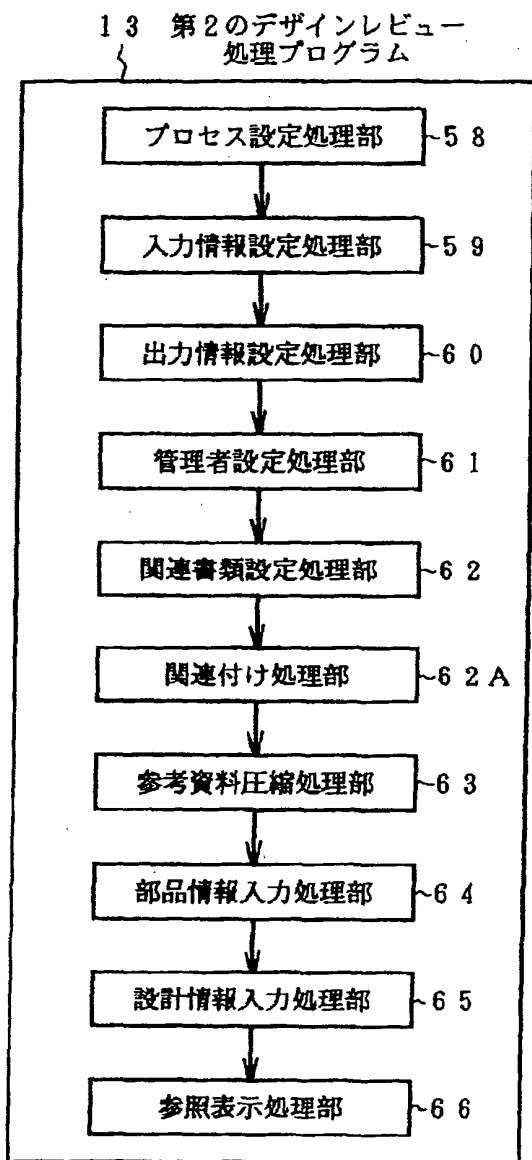 １３ 第２のデザインレビュー
処理プログラム
プロセス設定処理部 ~５８
入力情報設定処理部 ~５９
出力情報設定処理部 ~６０
管理者設定処理部 ~６１
関連書類設定処理部 ~６２
関連付け処理部 ~６２Ａ
参考資料圧縮処理部 ~６３
部品情報入力処理部 ~６４
設計情報入力処理部 ~６５
参照表示処理部 ~６６